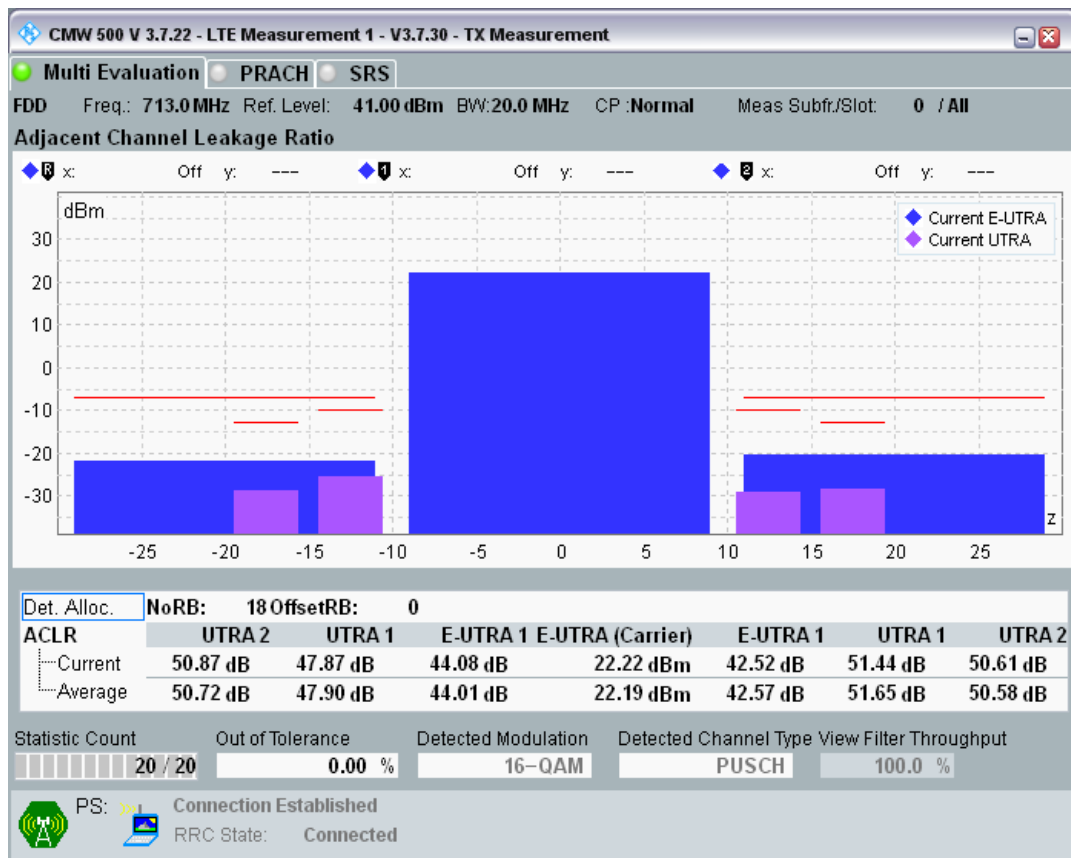 CMW 500 V 3.7.22 - LTE Measurement 1 - V3.7.30 - TX Measurement
Multi Evaluation PRACH SRS
FDD Freq.: 713.0 MHz Ref. Level: 41.00 dBm BW:20.0 MHz CP :Normal Meas Subfr./Slot: 0 / All
Adjacent Channel Leakage Ratio
R x: Off y: --- 1 x: Off y: --- 2 x: Off y: ---
dBm
Current E-UTRA
Current UTRA
30
20
10
0
-10
-20
-30
z
-25 -20 -15 -10 -5 0 5 10 15 20 25
Det. Alloc. NoRB: 18 OffsetRB: 0
ACLR UTRA 2 UTRA 1 E-UTRA 1 E-UTRA (Carrier) E-UTRA 1 UTRA 1 UTRA 2
Current 50.87 dB 47.87 dB 44.08 dB 22.22 dBm 42.52 dB 51.44 dB 50.61 dB
Average 50.72 dB 47.90 dB 44.01 dB 22.19 dBm 42.57 dB 51.65 dB 50.58 dB
Statistic Count Out of Tolerance Detected Modulation Detected Channel Type View Filter Throughput
20 / 20 0.00 % 16-QAM PUSCH 100.0 %
PS: Connection Established
RRC State: Connected